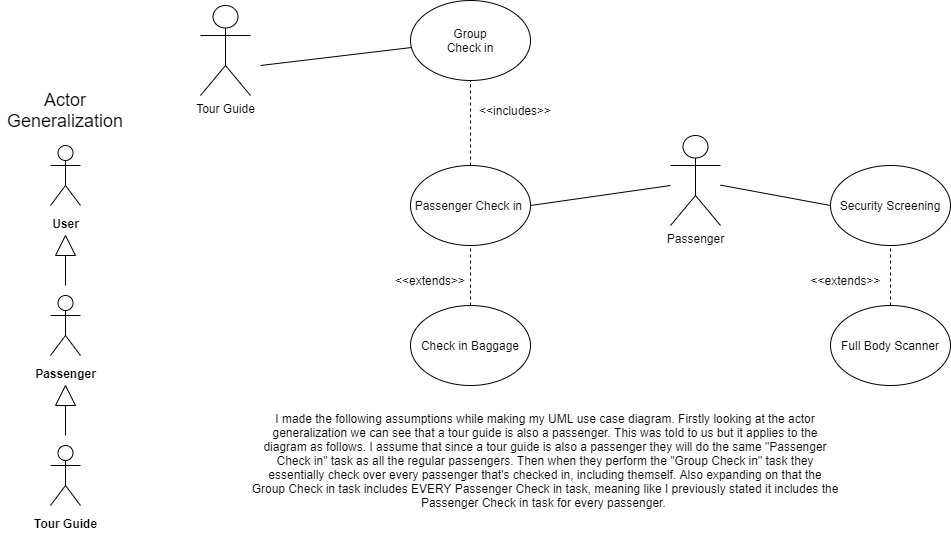 Group
Check in
Tour Guide
Actor
Generalization
<<includes>>
User
Passenger Check in
Security Screening
Passenger
<<extends>>
<<extends>>
Check in Baggage
Full Body Scanner
Passenger
I made the following assumptions while making my UML use case diagram. Firstly looking at the actor
generalization we can see that a tour guide is also a passenger. This was told to us but it applies to the
diagram as follows. I assume that since a tour guide is also a passenger they will do the same "Passenger
Check in" task as all the regular passengers. Then when they perform the "Group Check in" task they
essentially check over every passenger that's checked in, including themself. Also expanding on that the
Group Check in task includes EVERY Passenger Check in task, meaning like I previously stated it includes the
Passenger Check in task for every passenger.
Tour Guide